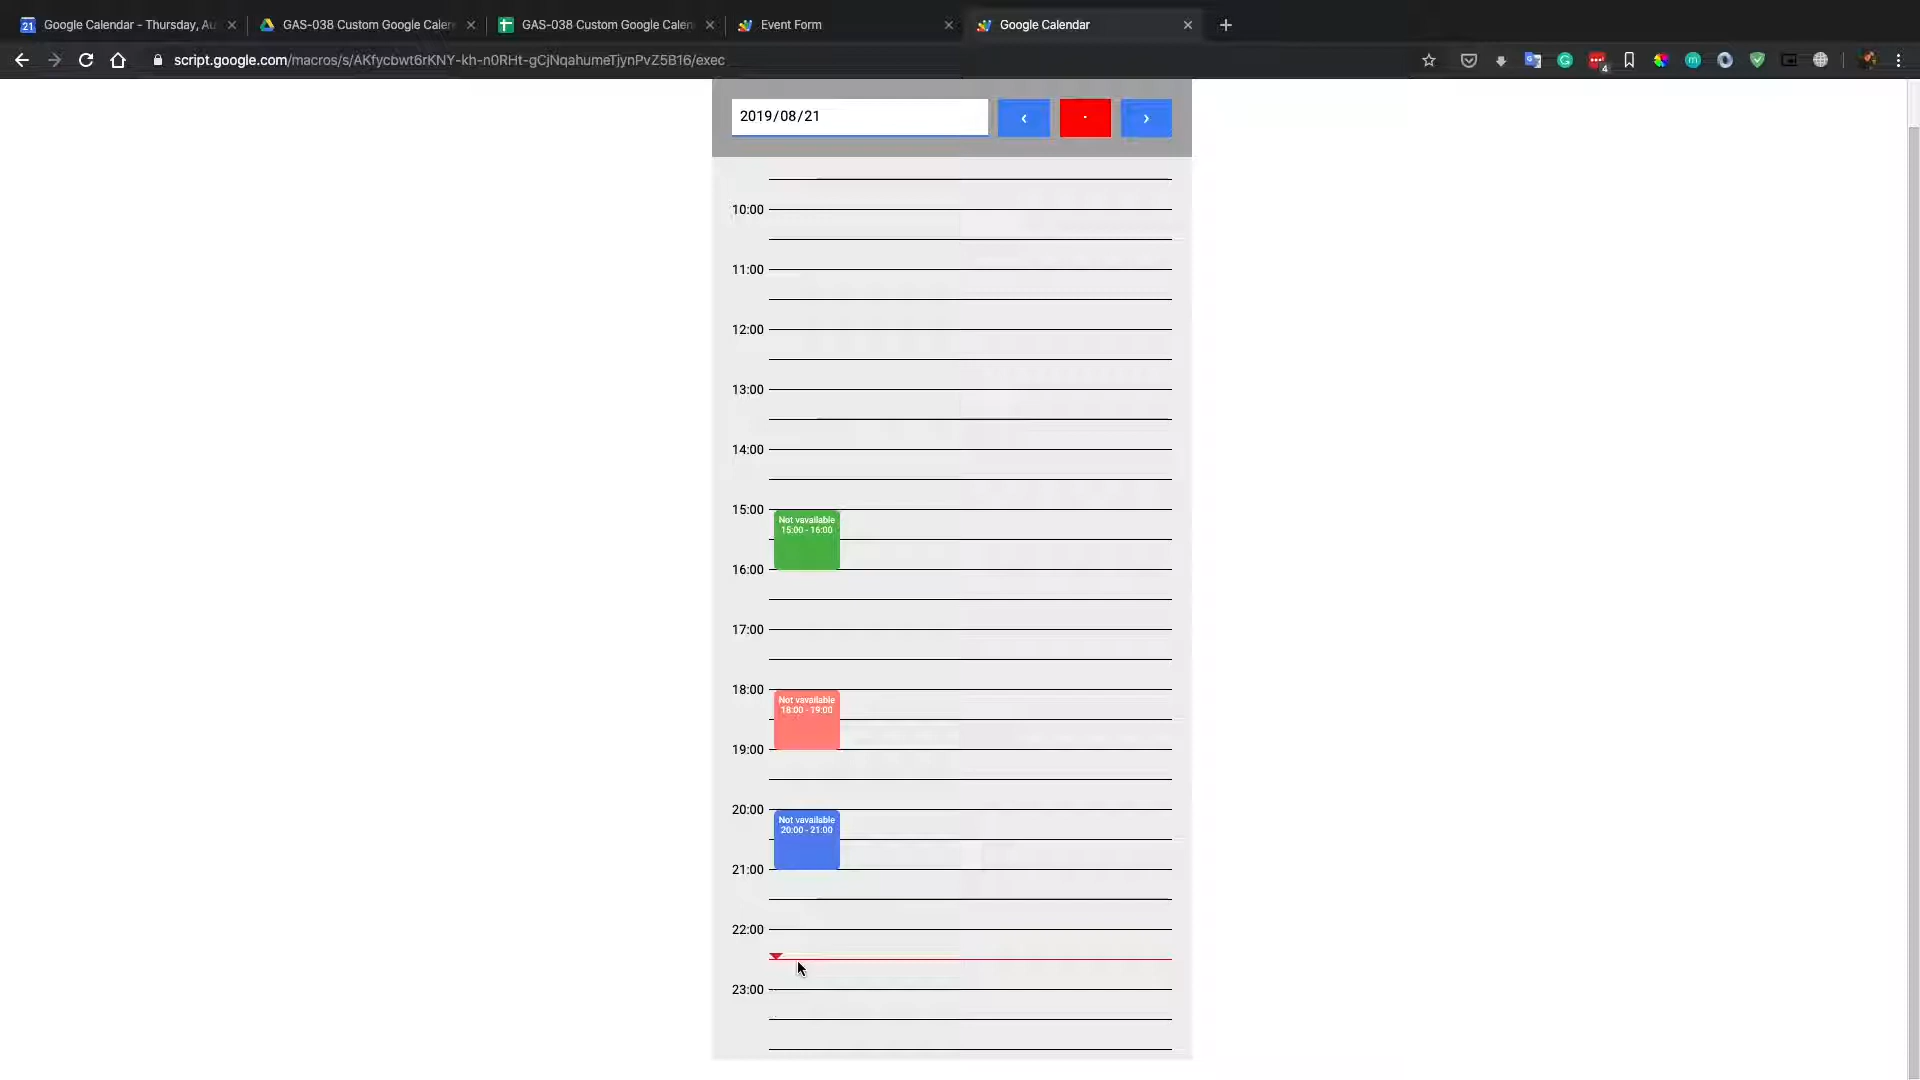 Google Calendar - Thursday, Au
GAS-038 Custom Google Calen
GAS-038 Custom Google Calen
Event Form
Google Calendar
21
script.google.com/macros/s/AKfycbwt6rKNY-kh-n0RHt-gCjNqahumeTjynPvZ5B16/exec
4
2019/08/21
10:00
11:00
12:00
13:00
14:00
15:00
Not vavailable
15:00 - 16:00
16:00
17:00
18:00
Not vavailable
18:00 - 19:00
19:00
20:00
Not vavailable
20:00 - 21:00
21:00
22:00
23:00